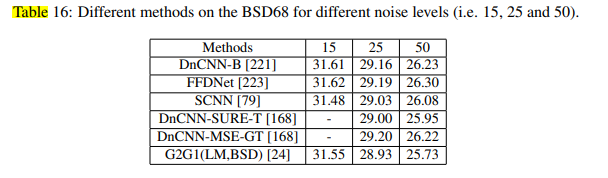 Table 16: Different methods on the BSD68 for different noise levels (i.e. 15, 25 and 50).
Methods 15 25 50
DnCNN-B [221] 31.61 29.16 26.23
FFDNet [223] 31.62 29.19 26.30
SCNN [79] 31.48 29.03 26.08
DnCNN-SURE-T [168] - 29.00 25.95
DnCNN-MSE-GT [168] - 29.20 26.22
G2G1(LM,BSD) [24] 31.55 28.93 25.73